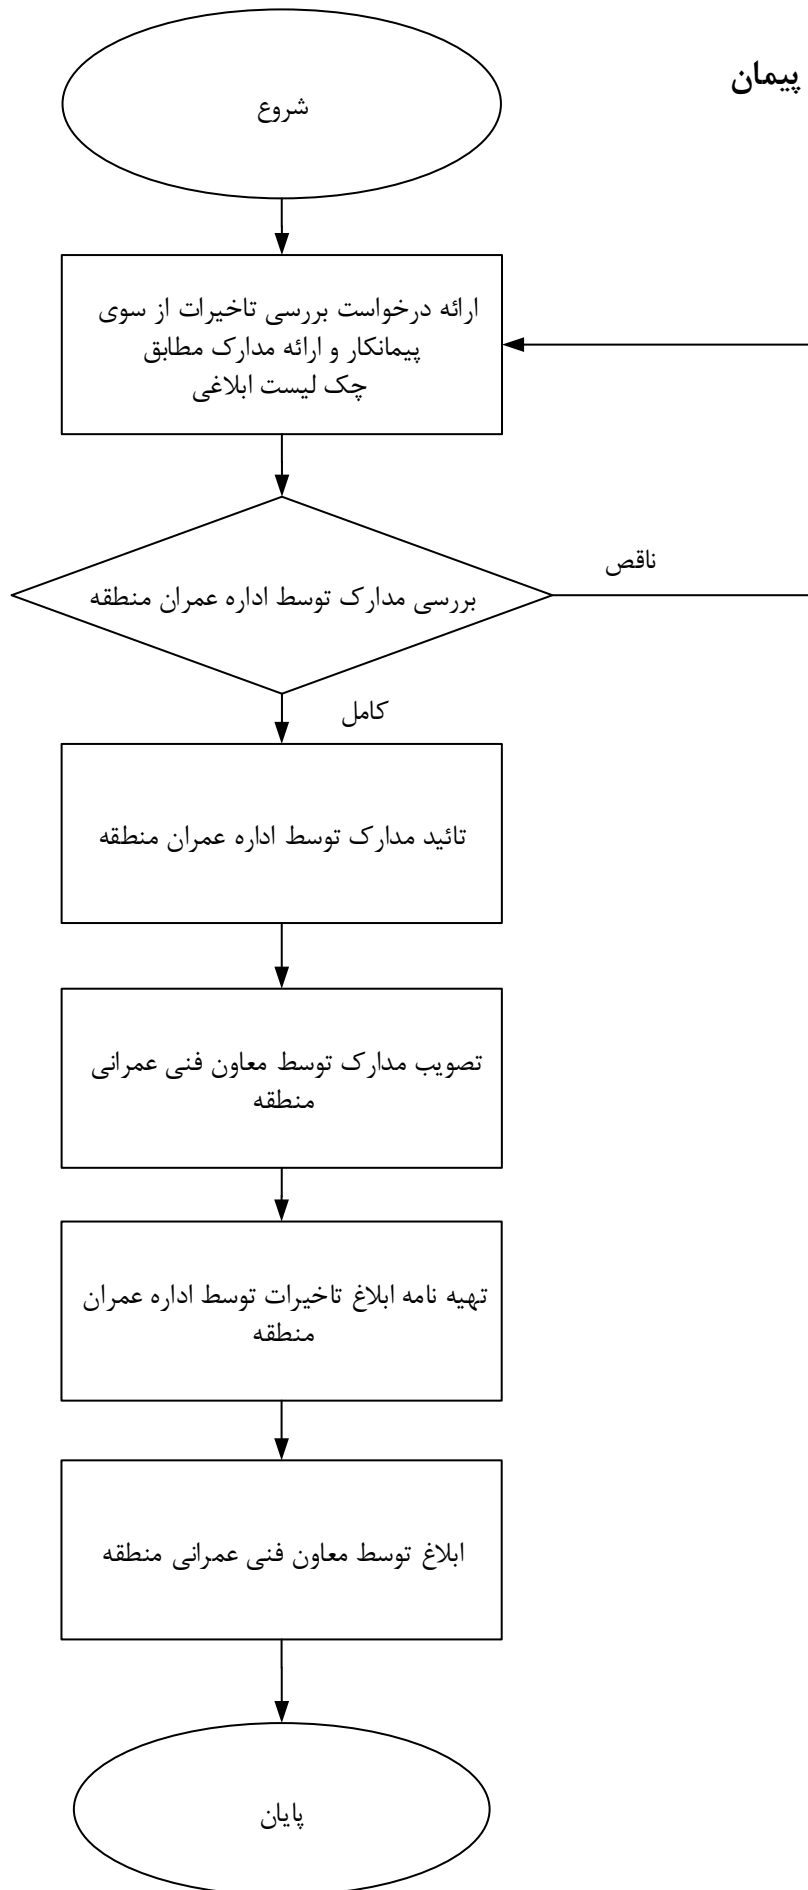 پیمان
شروع
ارائه درخواست بررسی تاخیرات از سوی
پیمانکار و ارائه مدارک مطابق
چک لیست ابلاغی
ناقص
بررسی مدارک توسط اداره عمران منطقه
کامل
تائید مدارک توسط اداره عمران منطقه
تصویب مدارک توسط معاون فنی عمرانی
منطقه
تهیه نامه ابلاغ تاخیرات توسط اداره عمران
منطقه
ابلاغ توسط معاون فنی عمرانی منطقه
پایان